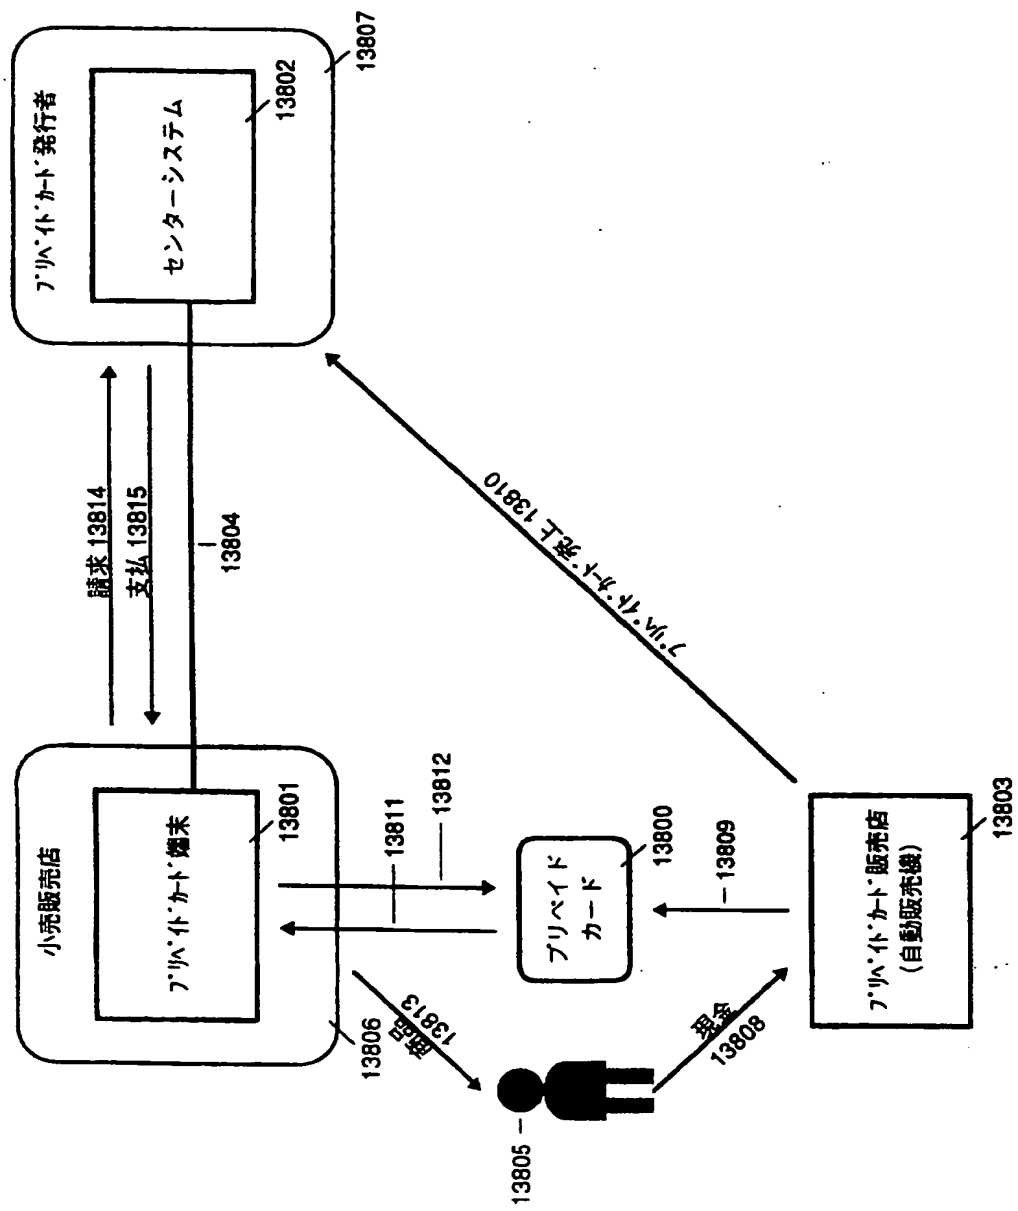 小売販売店
プリペイドカード端末
13801
13806
請求 13814
支払 13815
13804
プリペイドカード発行者
センターシステム
13802
13807
13811
13812
商品
13813
13805
プリペイド
カード
13800
現金
13808
13809
プリペイドカード売上 13810
プリペイドカード販売店
(自動販売機)
13803